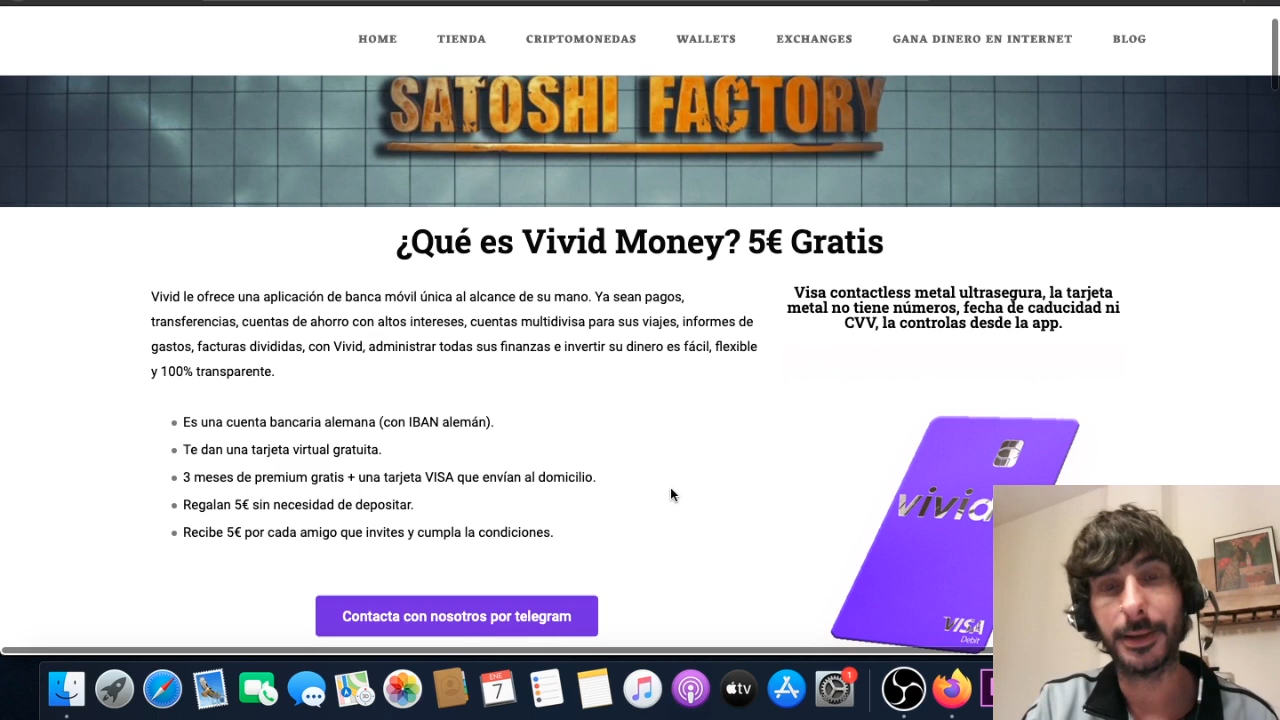 HOME TIENDA CRIPTOMONEDAS WALLETS EXCHANGES GANA DINERO EN INTERNET BLOG
SATOSHI FACTORY
¿Qué es Vivid Money? 5€ Gratis
Vivid le ofrece una aplicación de banca móvil única al alcance de su mano. Ya sean pagos,
transferencias, cuentas de ahorro con altos intereses, cuentas multidivisa para sus viajes, informes de
gastos, facturas divididas, con Vivid, administrar todas sus finanzas e invertir su dinero es fácil, flexible
y 100% transparente.
Es una cuenta bancaria alemana (con IBAN alemán).
Te dan una tarjeta virtual gratuita.
3 meses de premium gratis + una tarjeta VISA que envían al domicilio.
Regalan 5€ sin necesidad de depositar.
Recibe 5€ por cada amigo que invites y cumpla la condiciones.
Contacta con nosotros por telegram
Visa contactless metal ultrasegura, la tarjeta
metal no tiene números, fecha de caducidad ni
CVV, la controlas desde la app.
vivid
VISA
Debit
ENE
7
3D
tv
1